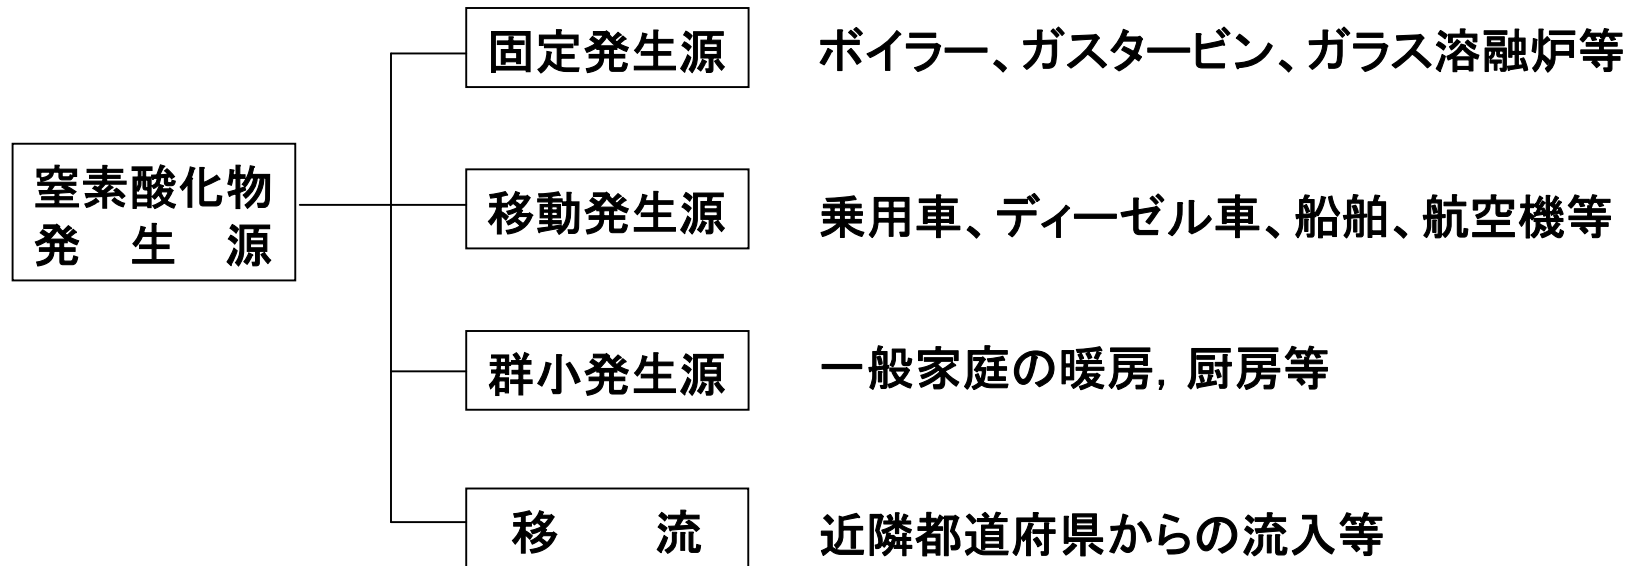 固定発生源 ボイラー、ガスタービン、ガラス溶融炉等
窒素酸化物
発 生 源
移動発生源 乗用車、ディーゼル車、船舶、航空機等
群小発生源 一般家庭の暖房，厨房等
移 流 近隣都道府県からの流入等